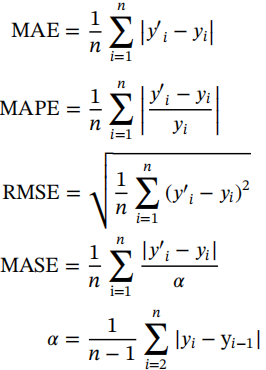 MAE = \frac{1}{n} \sum_{i=1}^{n} |y'_i - y_i|
MAPE = \frac{1}{n} \sum_{i=1}^{n} \left| \frac{y'_i - y_i}{y_i} \right|
RMSE = \sqrt{\frac{1}{n} \sum_{i=1}^{n} (y'_i - y_i)^2}
MASE = \frac{1}{n} \sum_{i=1}^{n} \frac{|y'_i - y_i|}{\alpha}
\alpha = \frac{1}{n-1} \sum_{i=2}^{n} |y_i - y_{i-1}|